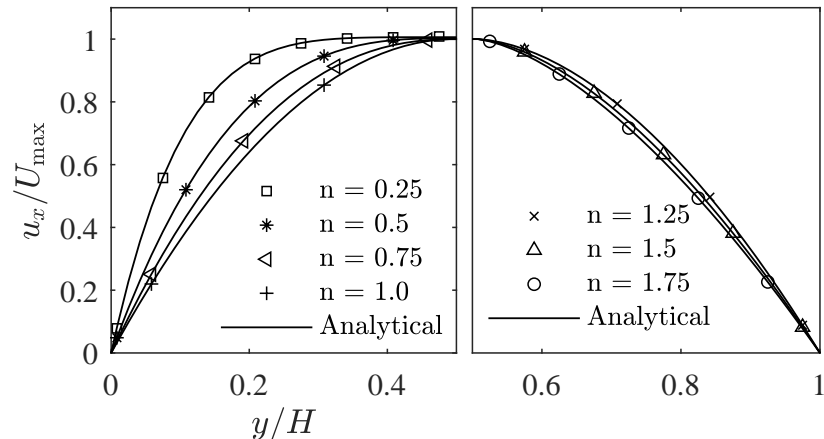 1
0.8
0.6
0.4
0.2
0
u_x/U_max
n = 0.25
n = 0.5
n = 0.75
n = 1.0
Analytical
n = 1.25
n = 1.5
n = 1.75
Analytical
0 0.2 0.4 0.6 0.8 1
y/H